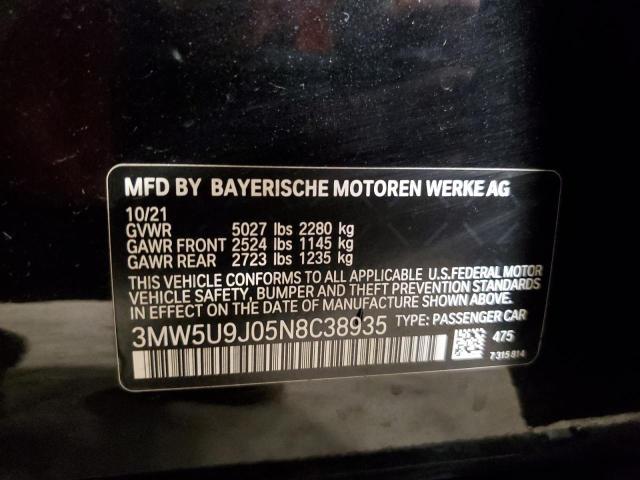 MFD BY BAYERISCHE MOTOREN WERKE AG
10/21
GVWR 5027 lbs 2280 kg
GAWR FRONT 2524 lbs 1145 kg
GAWR REAR 2723 lbs 1235 kg
THIS VEHICLE CONFORMS TO ALL APPLICABLE U.S.FEDERAL MOTOR
VEHICLE SAFETY, BUMPER AND THEFT PREVENTION STANDARDS
IN EFFECT ON THE DATE OF MANUFACTURE SHOWN ABOVE.
3MW5U9J05N8C38935 TYPE: PASSENGER CAR
475
7315814